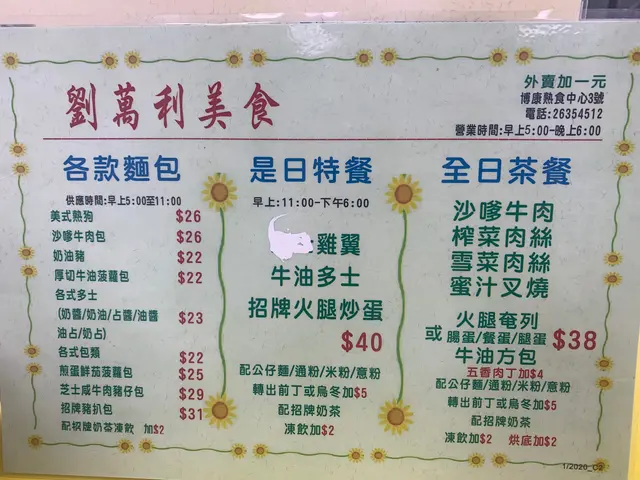 劉萬利美食
外賣加一元
博康熟食中心3號
電話:26354512
營業時間:早上5:00-晚上6:00
各款麵包
供應時間:早上5:00至11:00
美式熱狗 $26
沙嗲牛肉包 $26
奶油豬 $22
厚切牛油菠蘿包 $22
各式多士
(奶醬/奶油/占醬/油醬 $23
油占/奶占)
各式包類 $22
煎蛋鮮茄菠蘿包 $25
芝士咸牛肉豬仔包 $29
招牌豬扒包 $31
配招牌奶茶凍飲 加$2
是日特餐
早上:11:00-下午6:00
雞翼
牛油多士
招牌火腿炒蛋
$40
配公仔麵/通粉/米粉/意粉
轉出前丁或烏冬加$5
配招牌奶茶
凍飲加$2
全日茶餐
沙嗲牛肉
榨菜肉絲
雪菜肉絲
蜜汁叉燒
火腿奄列
或腸蛋/餐蛋/腿蛋 $38
牛油方包
五香肉丁加$4
配公仔麵/通粉/米粉/意粉
轉出前丁或烏冬加$5
配招牌奶茶
凍飲加$2 烘底加$2
1/2020_C2